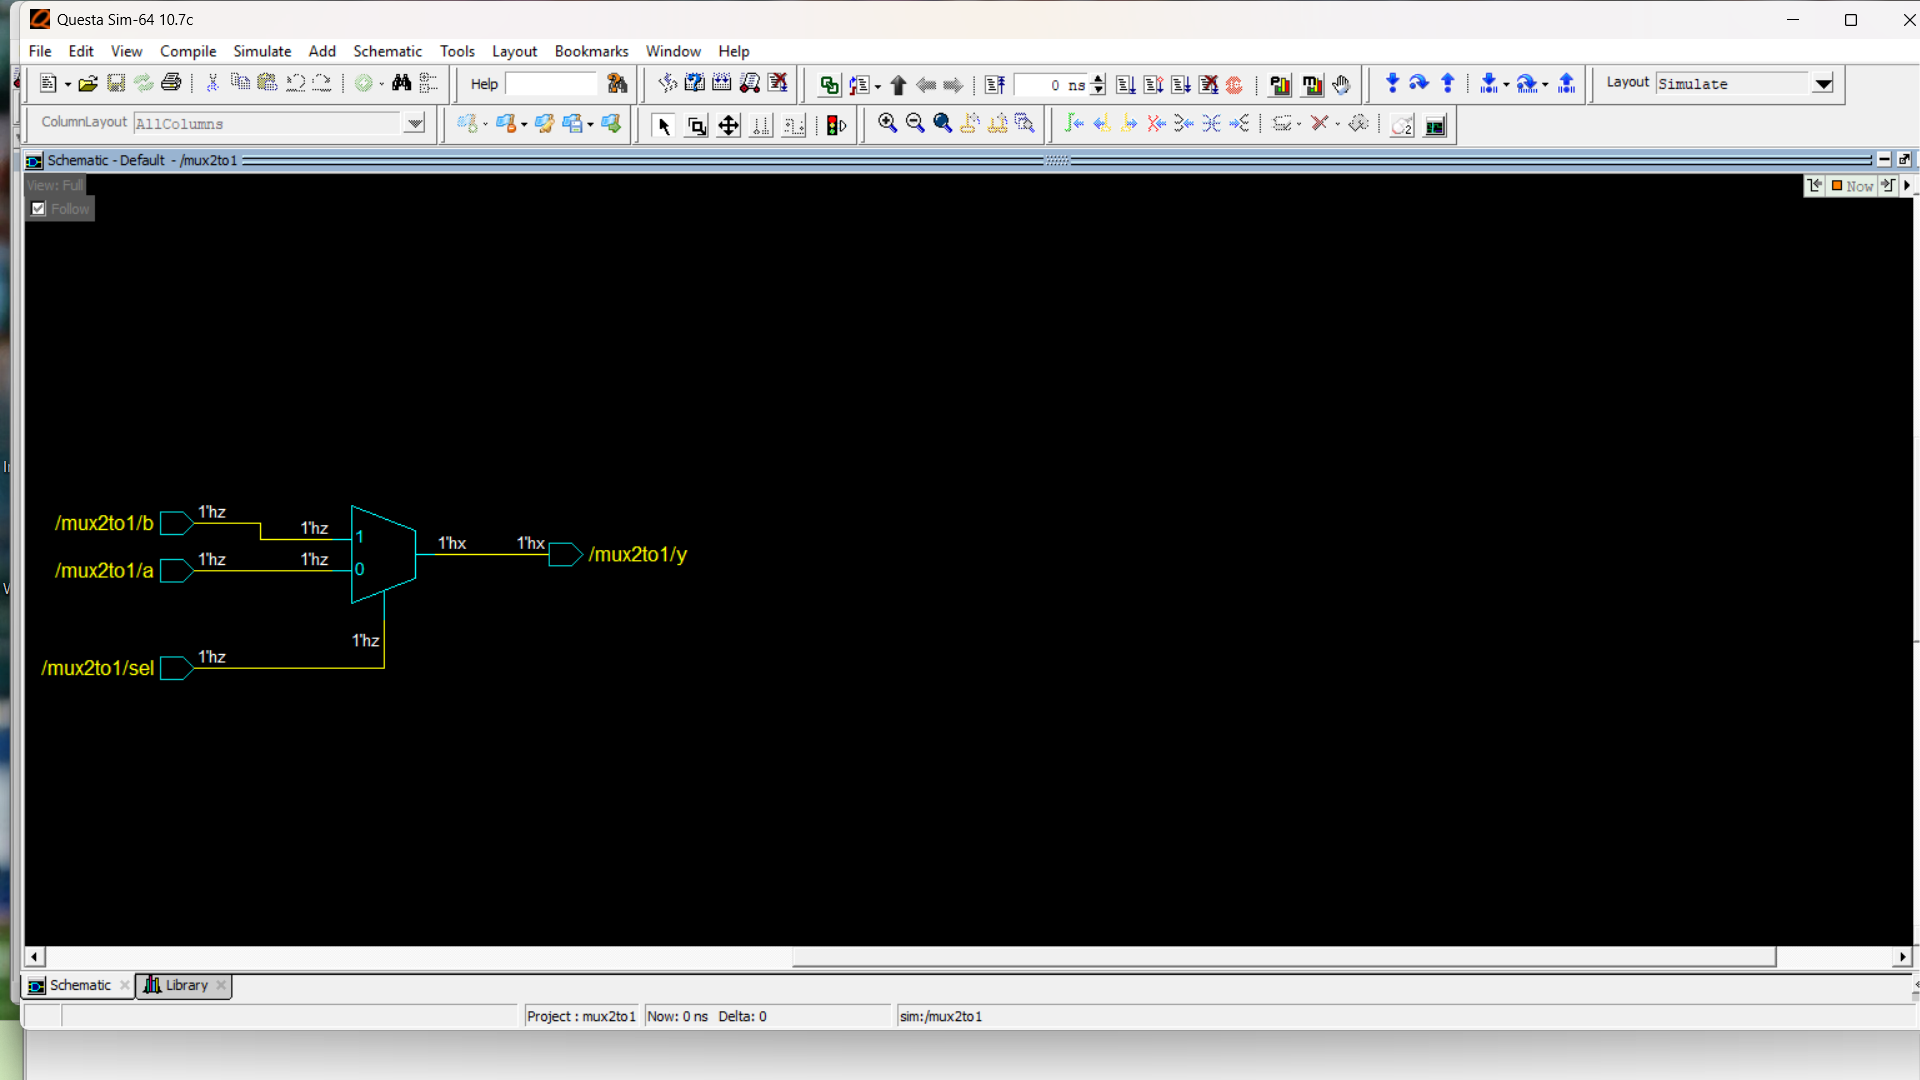 Questa Sim-64 10.7c
File Edit View Compile Simulate Add Schematic Tools Layout Bookmarks Window Help
Help
0 ns
Layout Simulate
ColumnLayout AllColumns
Schematic - Default - /mux2to1
View: Full
Now
Follow
/mux2to1/b 1'hz 1'hz 1
1'hx 1'hx /mux2to1/y
/mux2to1/a 1'hz 1'hz 0
1'hz
/mux2to1/sel 1'hz
Schematic Library
Project : mux2to1 Now: 0 ns Delta: 0 sim:/mux2to1